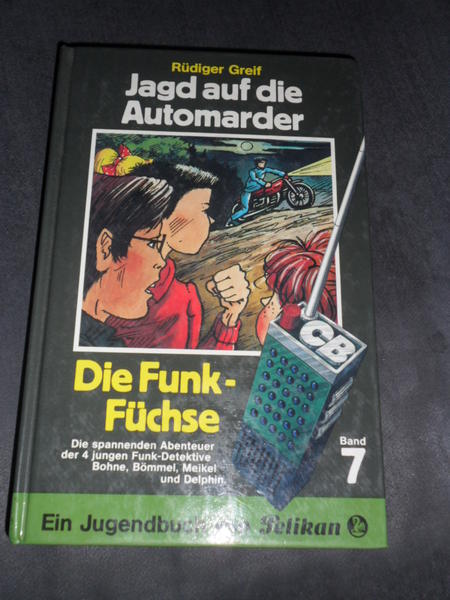 Rüdiger Greif
Jagd auf die
Automarder
CB
Die Funk-
Füchse
Die spannenden Abenteuer
der 4 jungen Funk-Detektive
Bohne, Bömmel, Meikel
und Delphin
Band
7
Ein Jugendbuch Pelikan